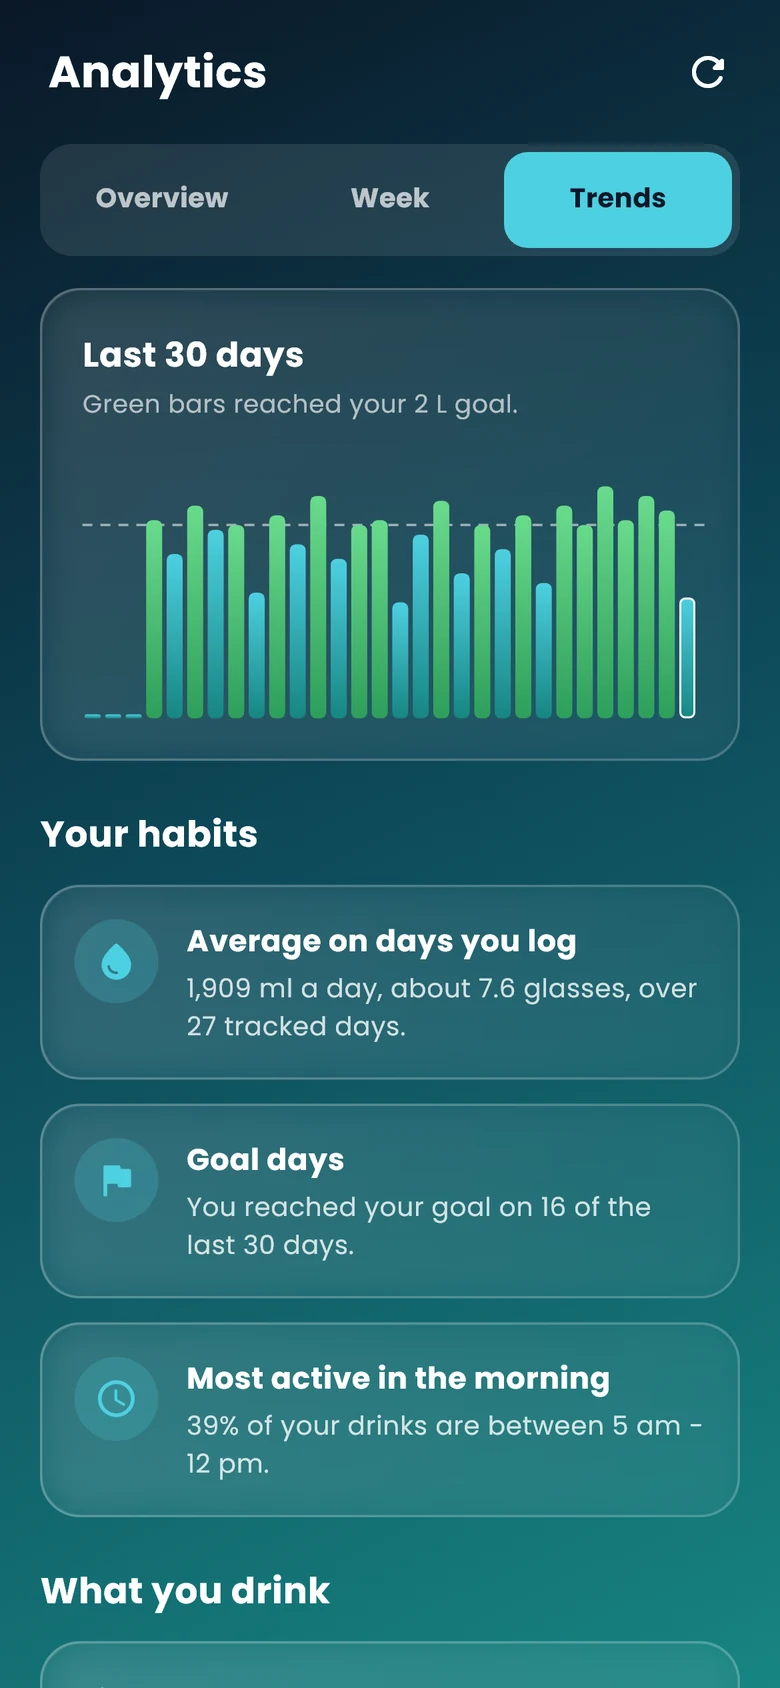 Analytics
Overview
Week
Trends
Last 30 days
Green bars reached your 2 L goal.
Your habits
Average on days you log
1,909 ml a day, about 7.6 glasses, over
27 tracked days.
Goal days
You reached your goal on 16 of the
last 30 days.
Most active in the morning
39% of your drinks are between 5 am –
12 pm.
What you drink